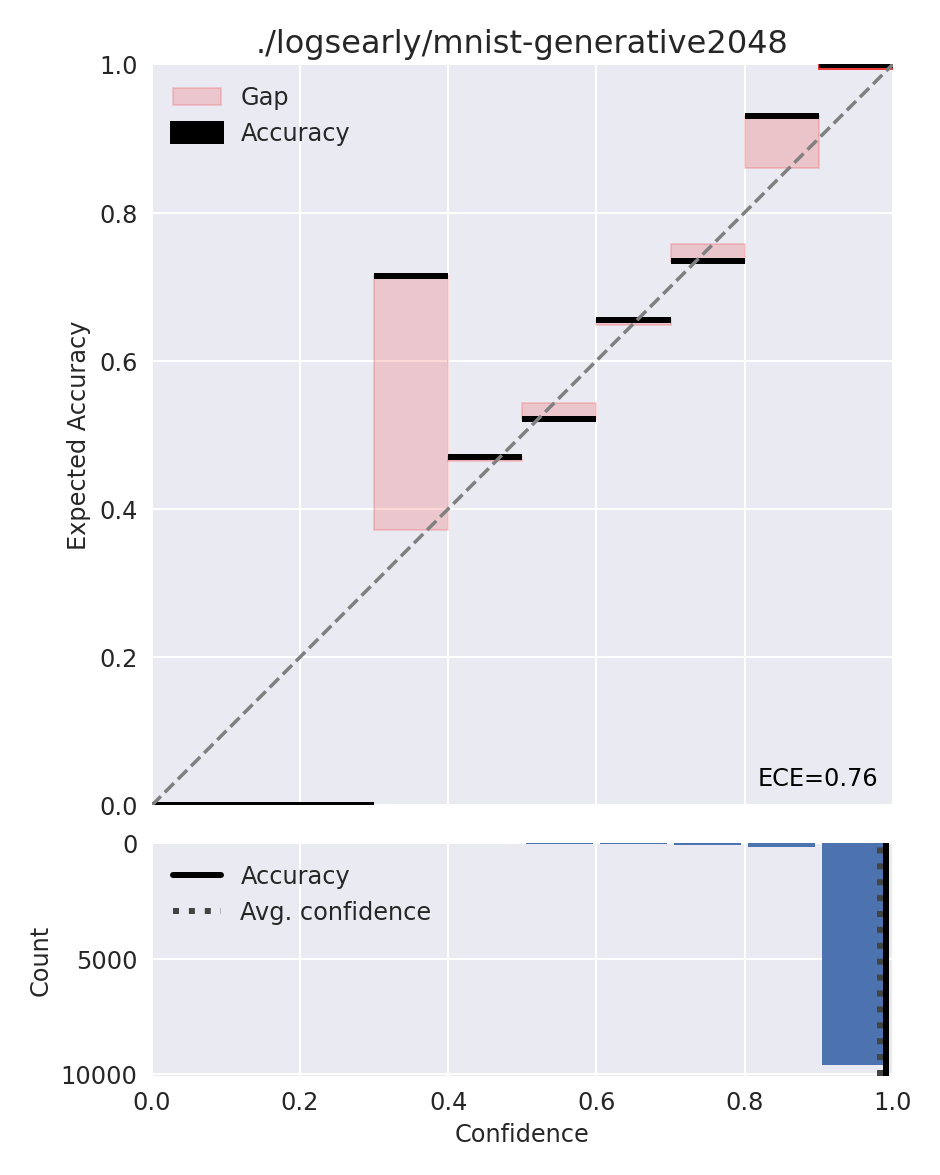 ./logsearly/mnist-generative2048
1.0
Gap
Accuracy
0.8
0.6
Expected Accuracy
0.4
0.2
ECE=0.76
0.0
0
Accuracy
Avg. confidence
Count
5000
10000
0.0 0.2 0.4 0.6 0.8 1.0
Confidence